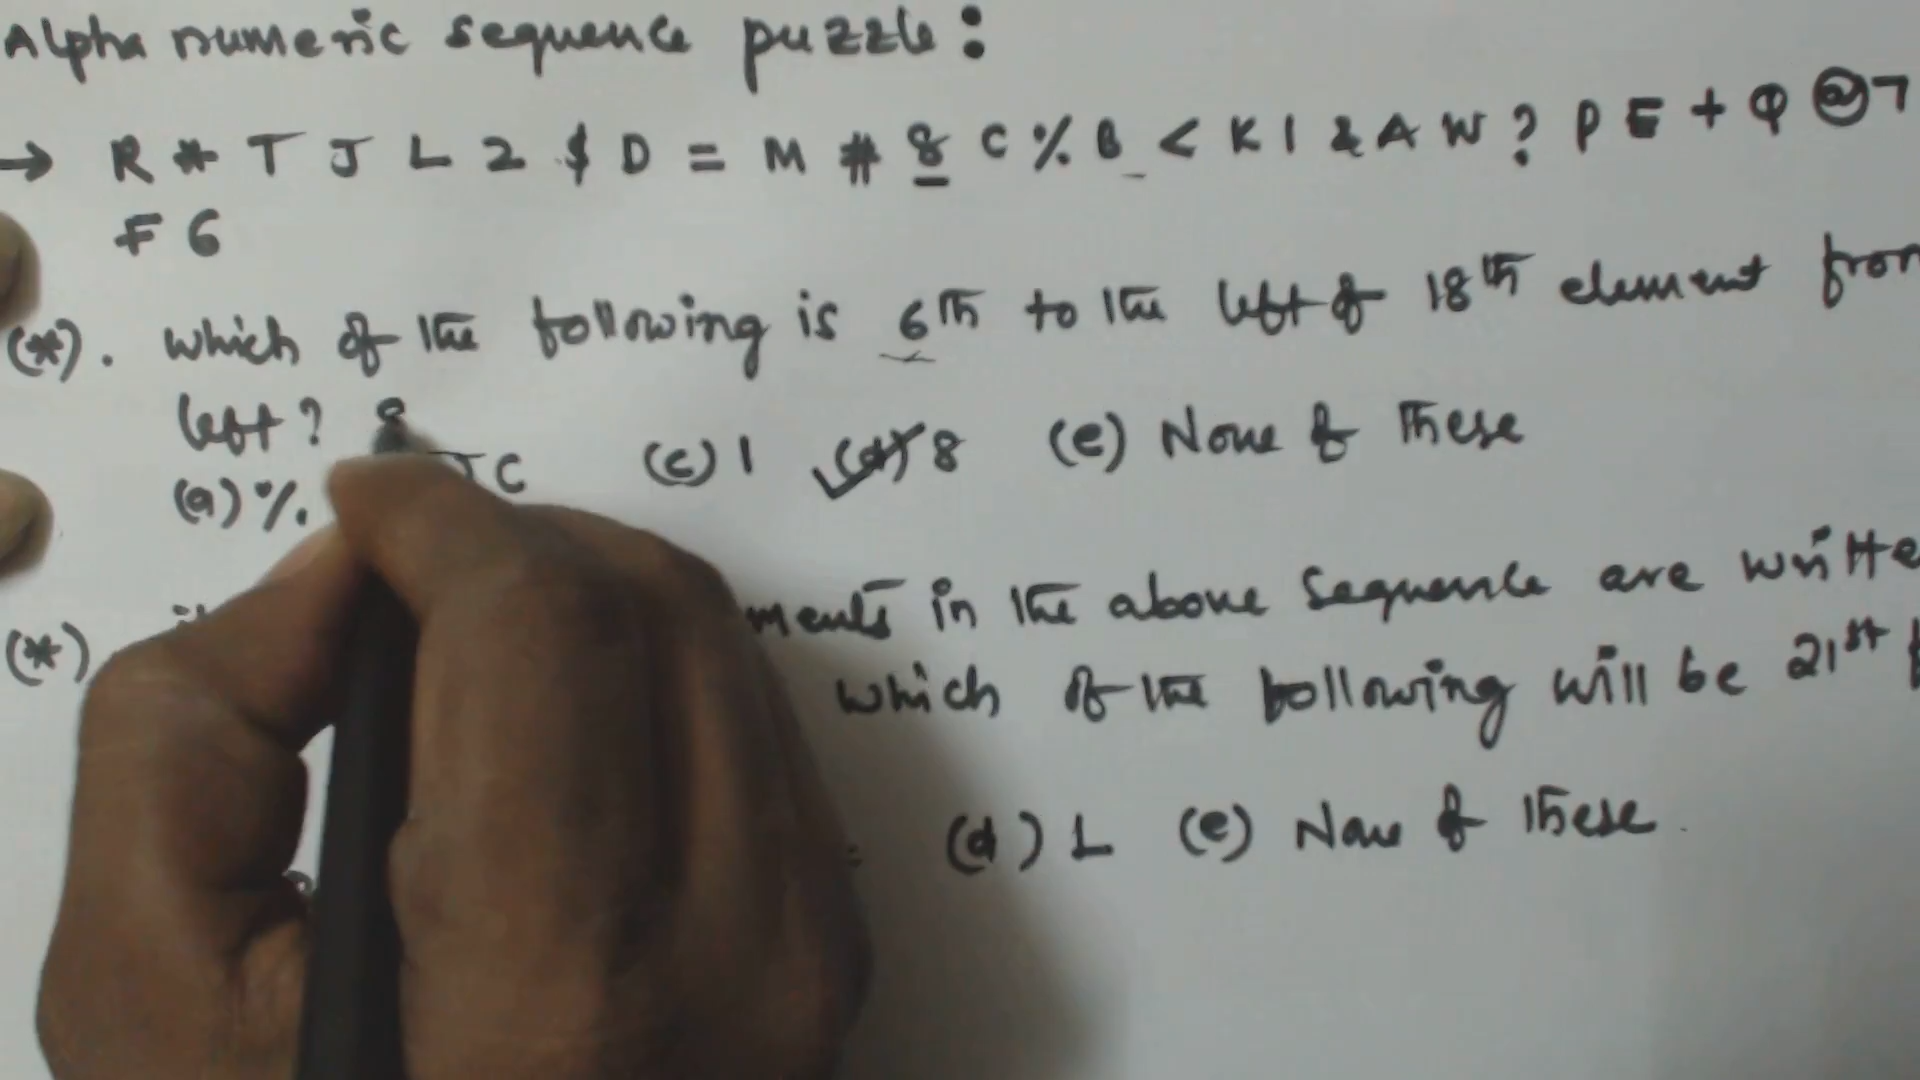 Alpha numeric sequence puzzle:
→ R * T J L 2 $ D = M # 8 C % B < K 1 & A W ? P E + Q @ 7
F 6
(*). which of the following is 6th to the left of 18th element from
left? 8
(a) %. C (c) 1 (d) 8 (e) None of these
(*) in the above sequence are
which of the following will be 21st
(d) L (e) None of these.